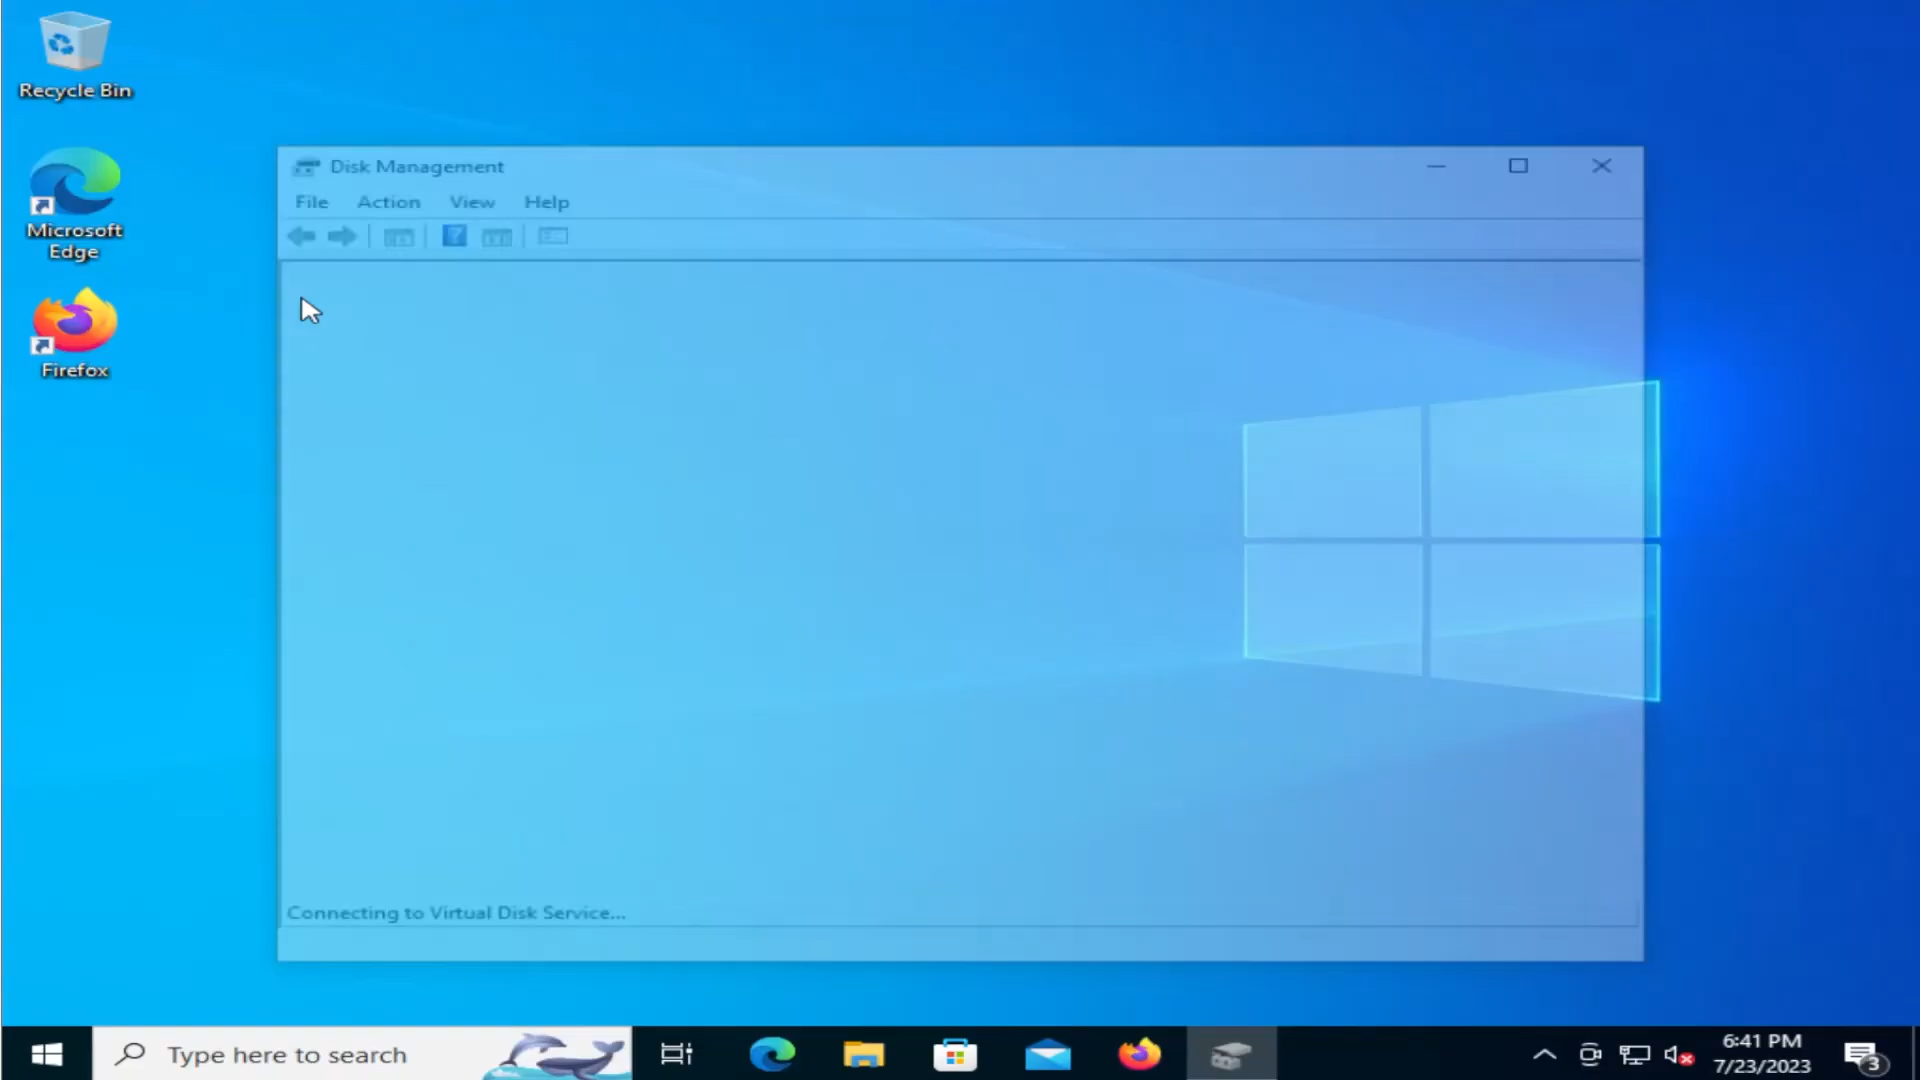 Recycle Bin
Microsoft
Edge
Firefox
Disk Management
File Action View Help
?
Connecting to Virtual Disk Service...
Type here to search
6:41 PM
7/23/2023
3